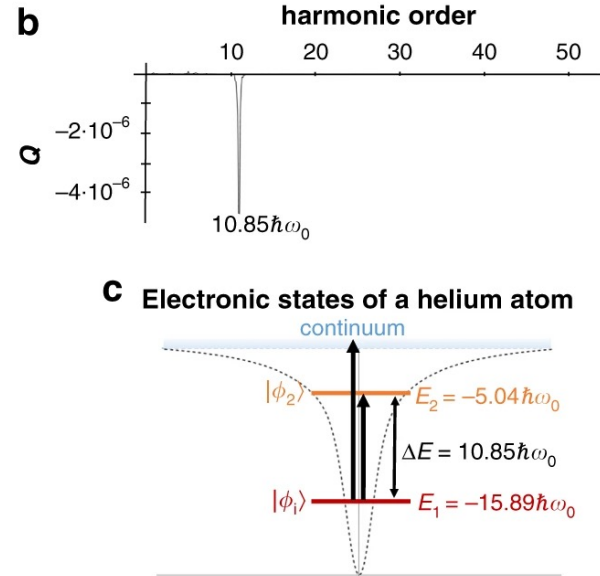 b
harmonic order
10 20 30 40 50
−2·10⁻⁶
Q
−4·10⁻⁶
10.85ℏω₀
c Electronic states of a helium atom
continuum
|ϕ₂⟩ E₂ = −5.04ℏω₀
ΔE = 10.85ℏω₀
|ϕᵢ⟩ E₁ = −15.89ℏω₀